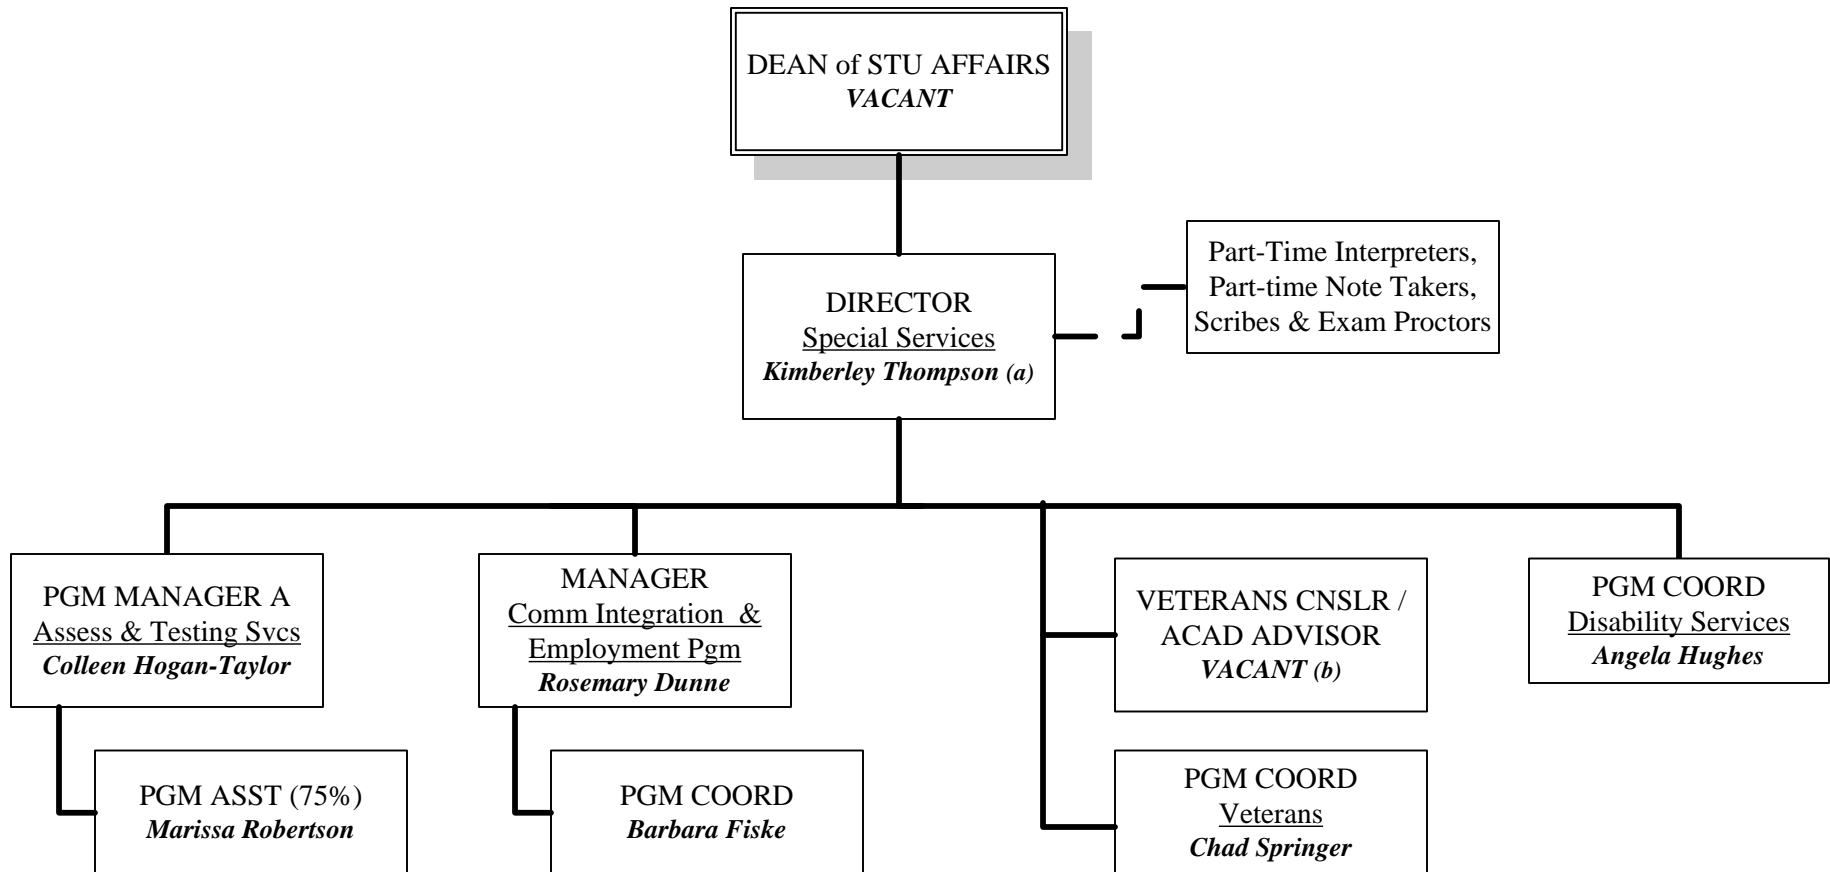 DEAN of STU AFFAIRS
VACANT
Part-Time Interpreters,
Part-time Note Takers,
Scribes & Exam Proctors
DIRECTOR
Special Services
Kimberley Thompson (a)
PGM MANAGER A
Assess & Testing Svcs
Colleen Hogan-Taylor
MANAGER
Comm Integration &
Employment Pgm
Rosemary Dunne
VETERANS CNSLR /
ACAD ADVISOR
VACANT (b)
PGM COORD
Disability Services
Angela Hughes
PGM ASST (75%)
Marissa Robertson
PGM COORD
Barbara Fiske
PGM COORD
Veterans
Chad Springer